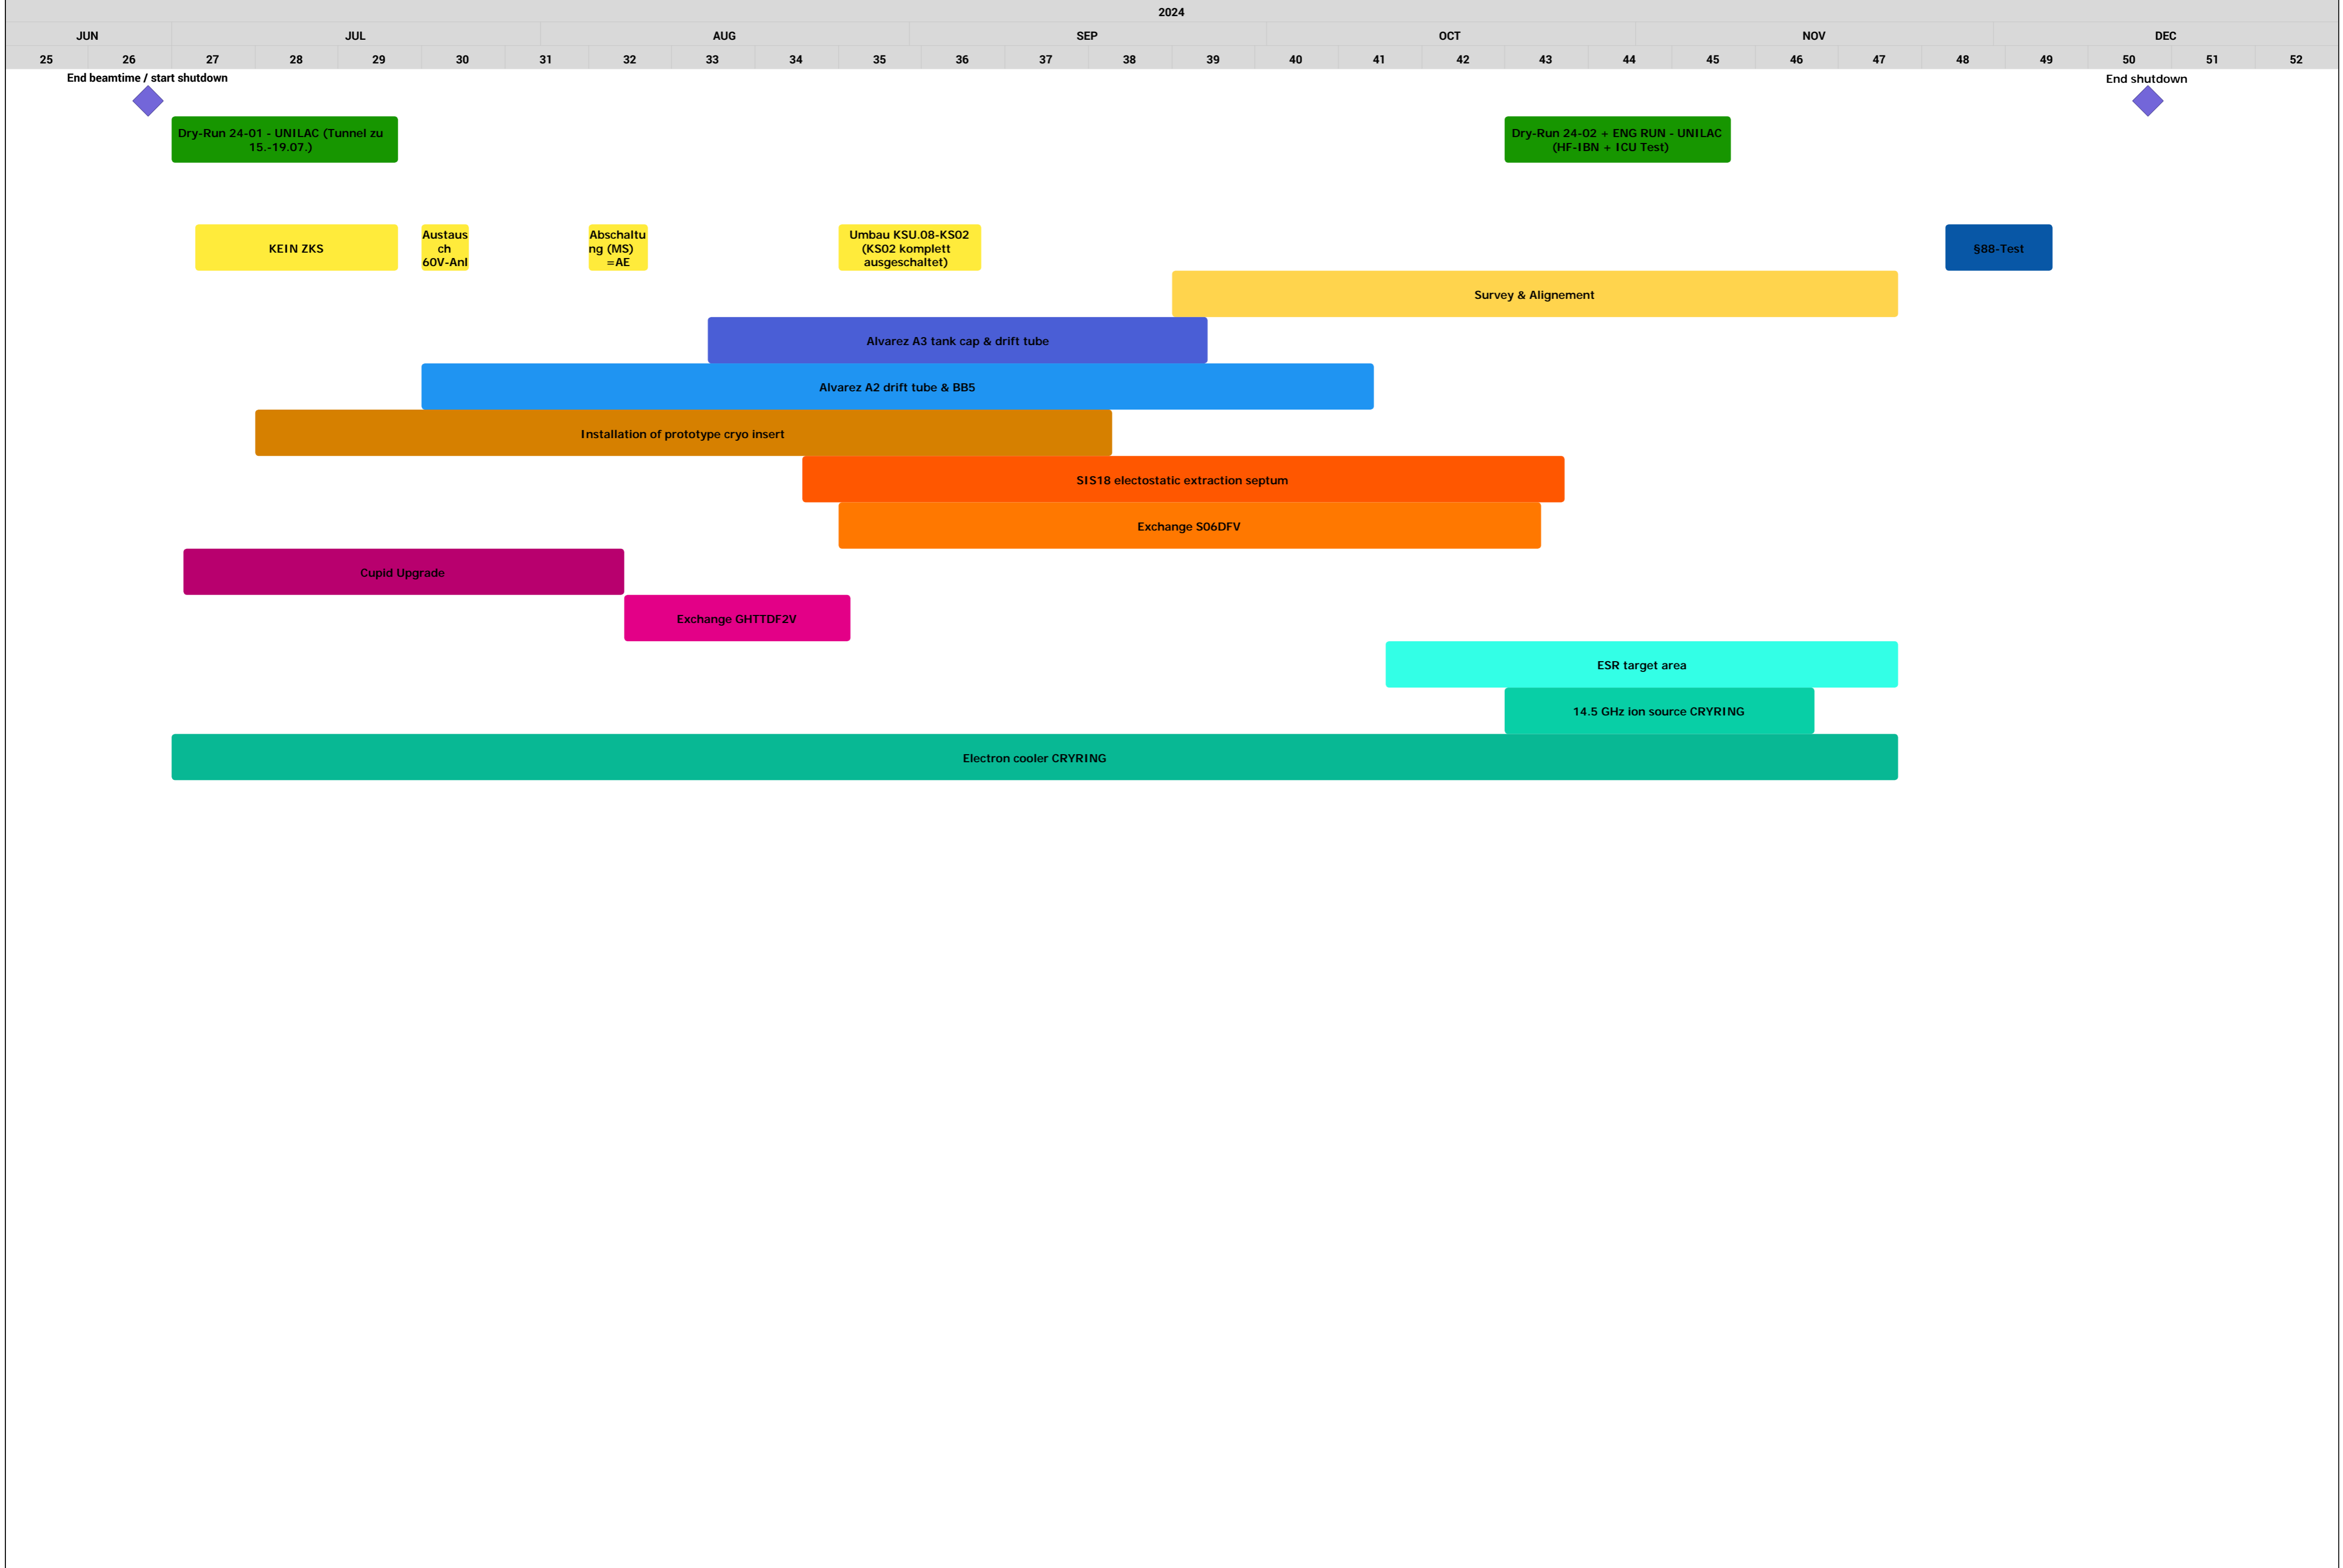 2024
JUN JUL AUG SEP OCT NOV DEC
25 26 27 28 29 30 31 32 33 34 35 36 37 38 39 40 41 42 43 44 45 46 47 48 49 50 51 52
End beamtime / start shutdown
End shutdown
Dry-Run 24-01 - UNILAC (Tunnel zu
15.-19.07.)
Dry-Run 24-02 + ENG RUN - UNILAC
(HF-IBN + ICU Test)
KEIN ZKS
Austaus
ch
60V-Anl
Abschaltu
ng (MS)
=AE
Umbau KSU.08-KS02
(KS02 komplett
ausgeschaltet)
§88-Test
Survey & Alignement
Alvarez A3 tank cap & drift tube
Alvarez A2 drift tube & BB5
Installation of prototype cryo insert
SIS18 electostatic extraction septum
Exchange S06DFV
Cupid Upgrade
Exchange GHTTDF2V
ESR target area
14.5 GHz ion source CRYRING
Electron cooler CRYRING